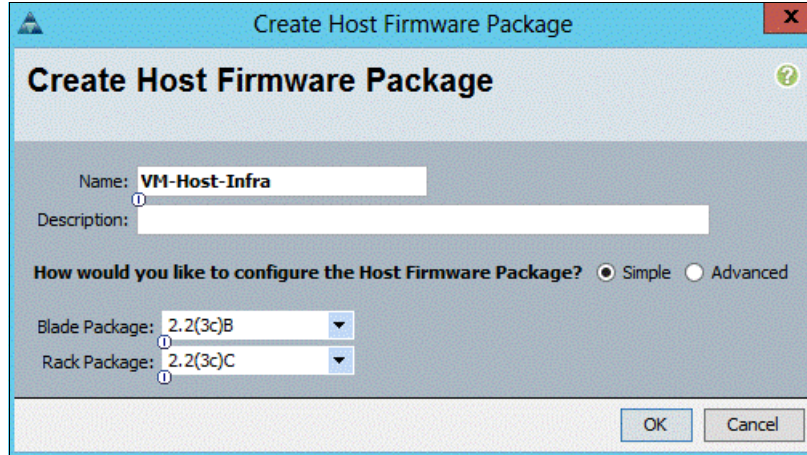 Create Host Firmware Package
x
Create Host Firmware Package
?
Name: VM-Host-Infra
Description:
How would you like to configure the Host Firmware Package? Simple Advanced
Blade Package: 2.2(3c)B
Rack Package: 2.2(3c)C
OK Cancel